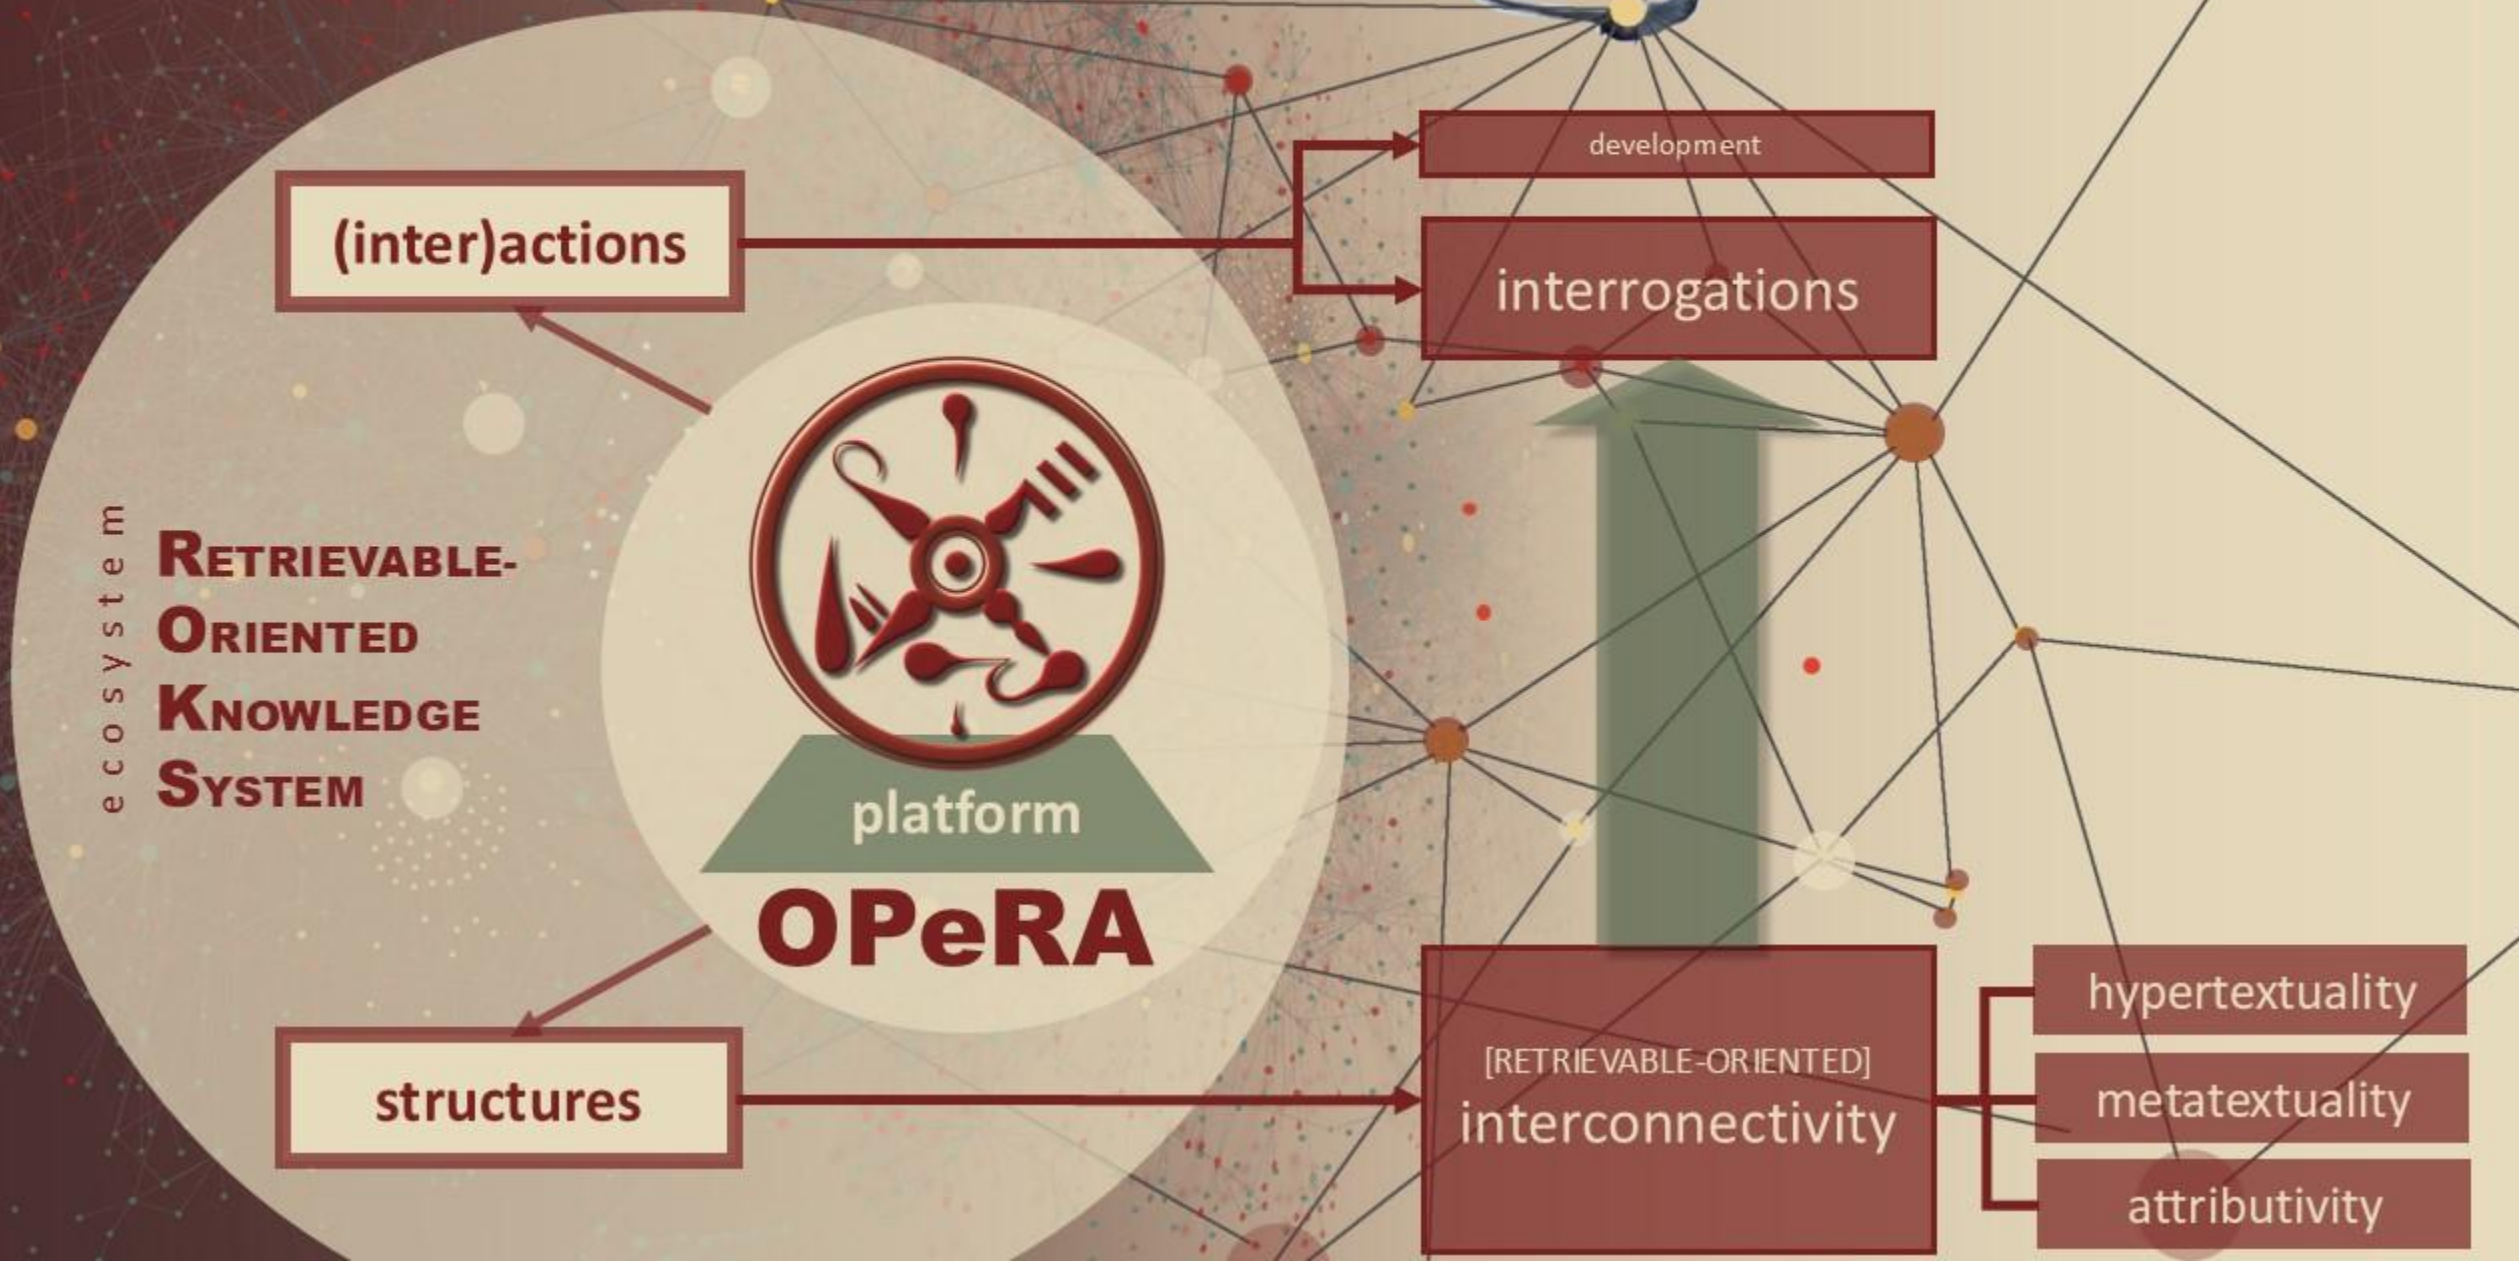 (inter)actions
development
interrogations
ecosystem
RETRIEVABLE-
ORIENTED
KNOWLEDGE
SYSTEM
platform
OPeRA
structures
[RETRIEVABLE-ORIENTED]
interconnectivity
hypertextuality
metatextuality
attributivity